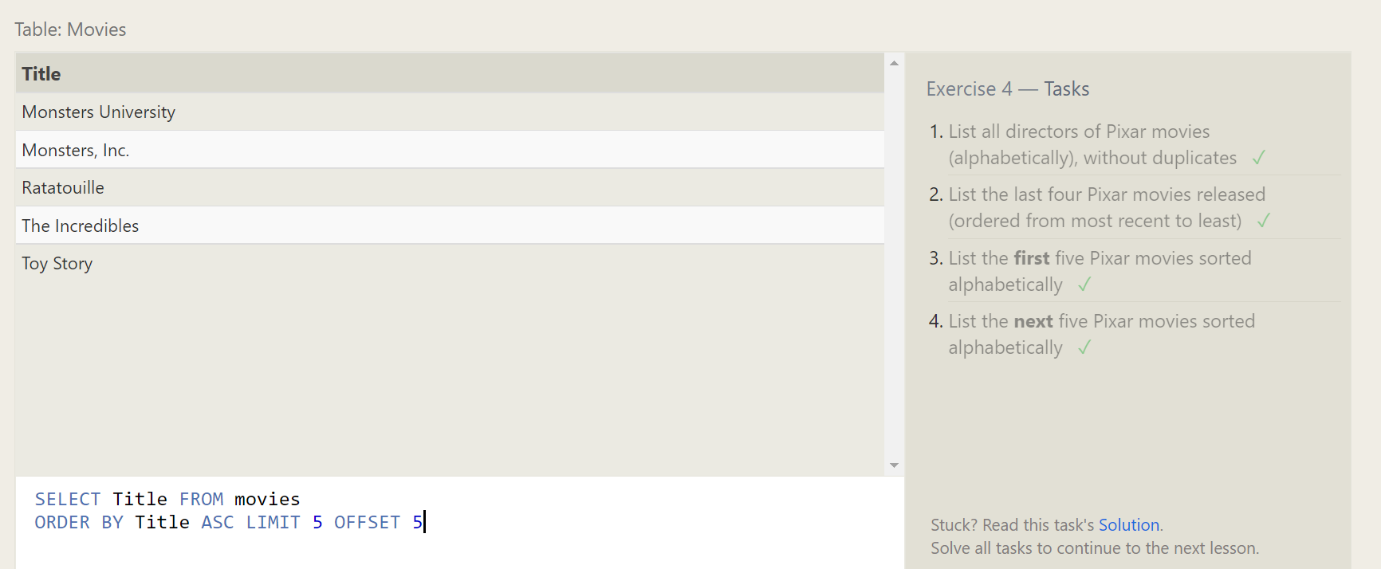 Table: Movies
Title
Monsters University
Monsters, Inc.
Ratatouille
The Incredibles
Toy Story
SELECT Title FROM movies
ORDER BY Title ASC LIMIT 5 OFFSET 5
Exercise 4 — Tasks
1. List all directors of Pixar movies
(alphabetically), without duplicates ✓
2. List the last four Pixar movies released
(ordered from most recent to least) ✓
3. List the first five Pixar movies sorted
alphabetically ✓
4. List the next five Pixar movies sorted
alphabetically ✓
Stuck? Read this task's Solution.
Solve all tasks to continue to the next lesson.